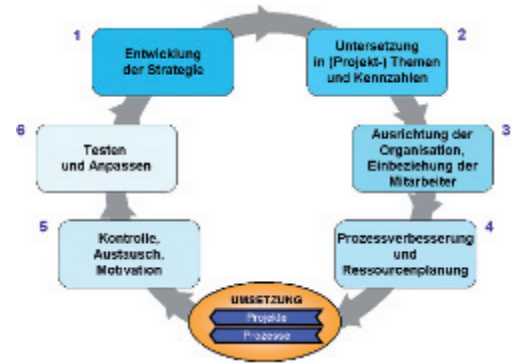 1
Entwicklung
der Strategie
2
Untersetzung
in (Projekt-) Themen
und Kennzahlen
3
Ausrichtung der
Organisation,
Einbeziehung der
Mitarbeiter
4
Prozessverbesserung
und
Ressourcenplanung
UMSETZUNG
Projekte
Prozesse
5
Kontrolle,
Austausch,
Motivation
6
Testen
und Anpassen